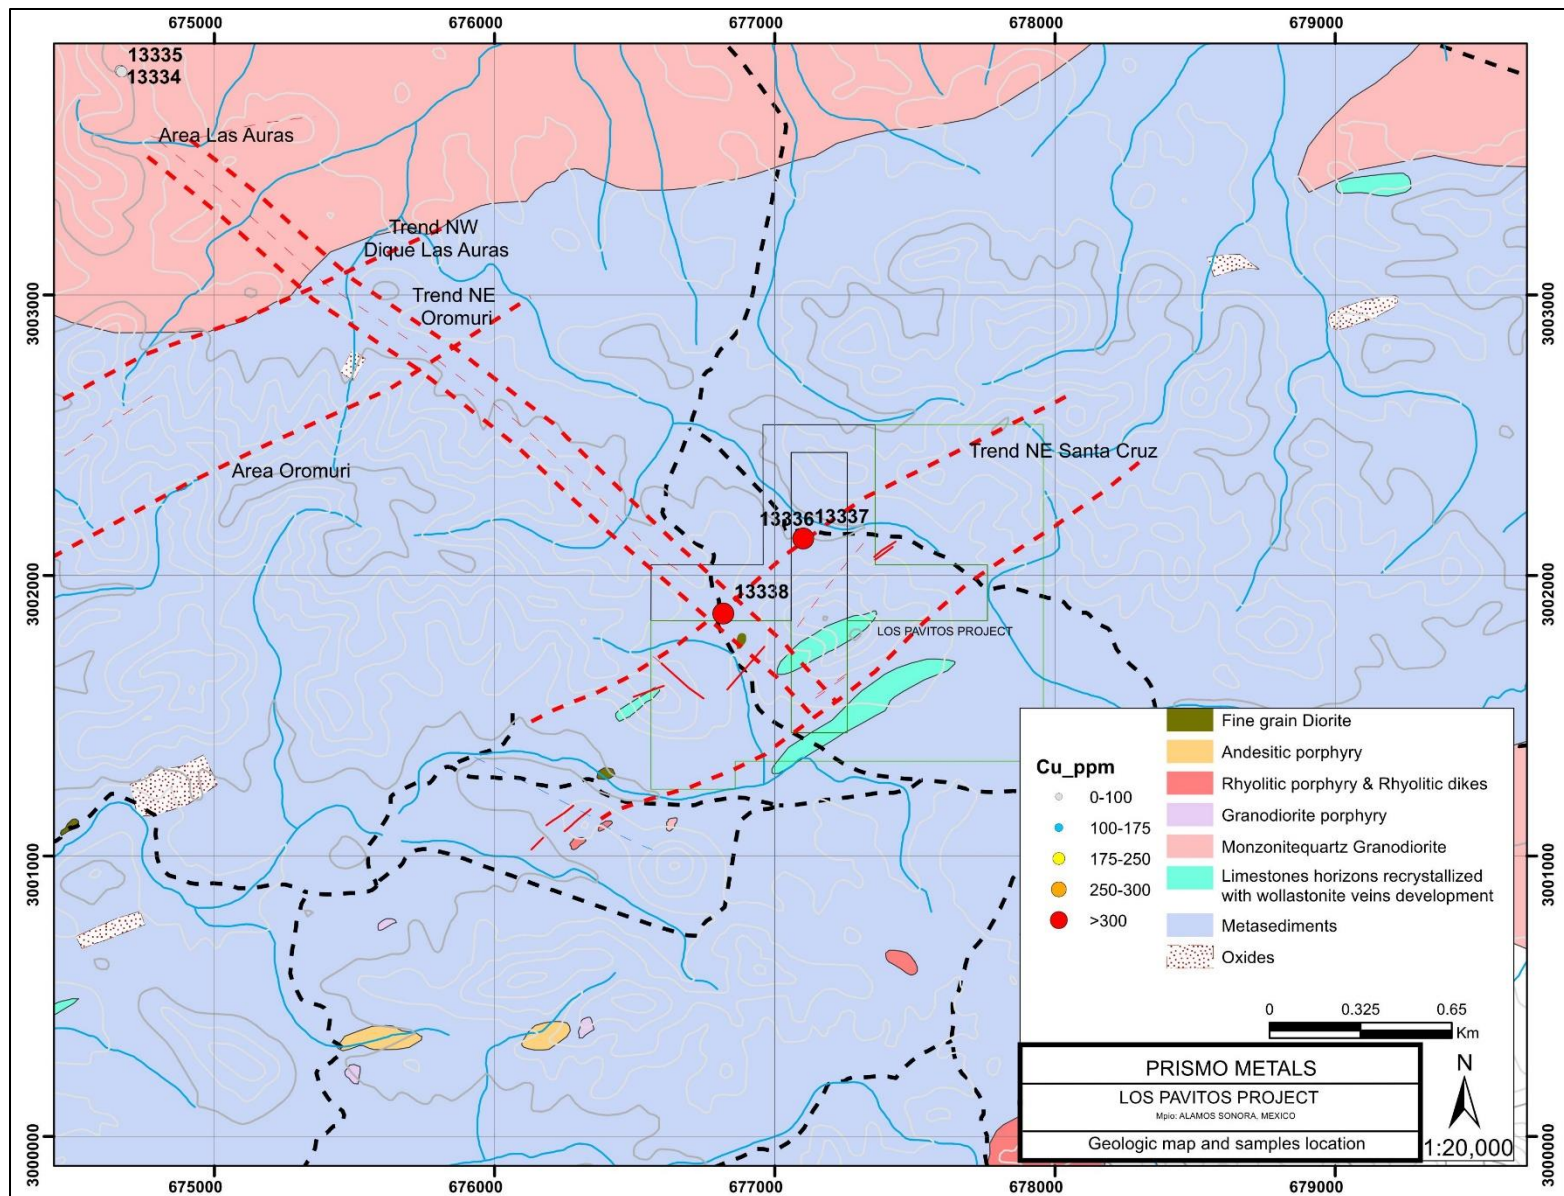 675000
676000
677000
678000
679000
13335
13334
Area Las Auras
Trend NW
Dique Las Auras
Trend NE
Oromuri
3003000
3003000
Area Oromuri
Trend NE Santa Cruz
13336
13337
3002000
3002000
13338
LOS PAVITOS PROJECT
Cu_ppm
0-100
100-175
175-250
250-300
>300
Fine grain Diorite
Andesitic porphyry
Rhyolitic porphyry & Rhyolitic dikes
Granodiorite porphyry
Monzonitequartz Granodiorite
Limestones horizons recrystallized
with wollastonite veins development
Metasediments
Oxides
3001000
3001000
0
0.325
0.65
Km
PRISMO METALS
LOS PAVITOS PROJECT
Mpio: ALAMOS SONORA, MEXICO
Geologic map and samples location
N
1:20,000
3000000
3000000
675000
676000
677000
678000
679000